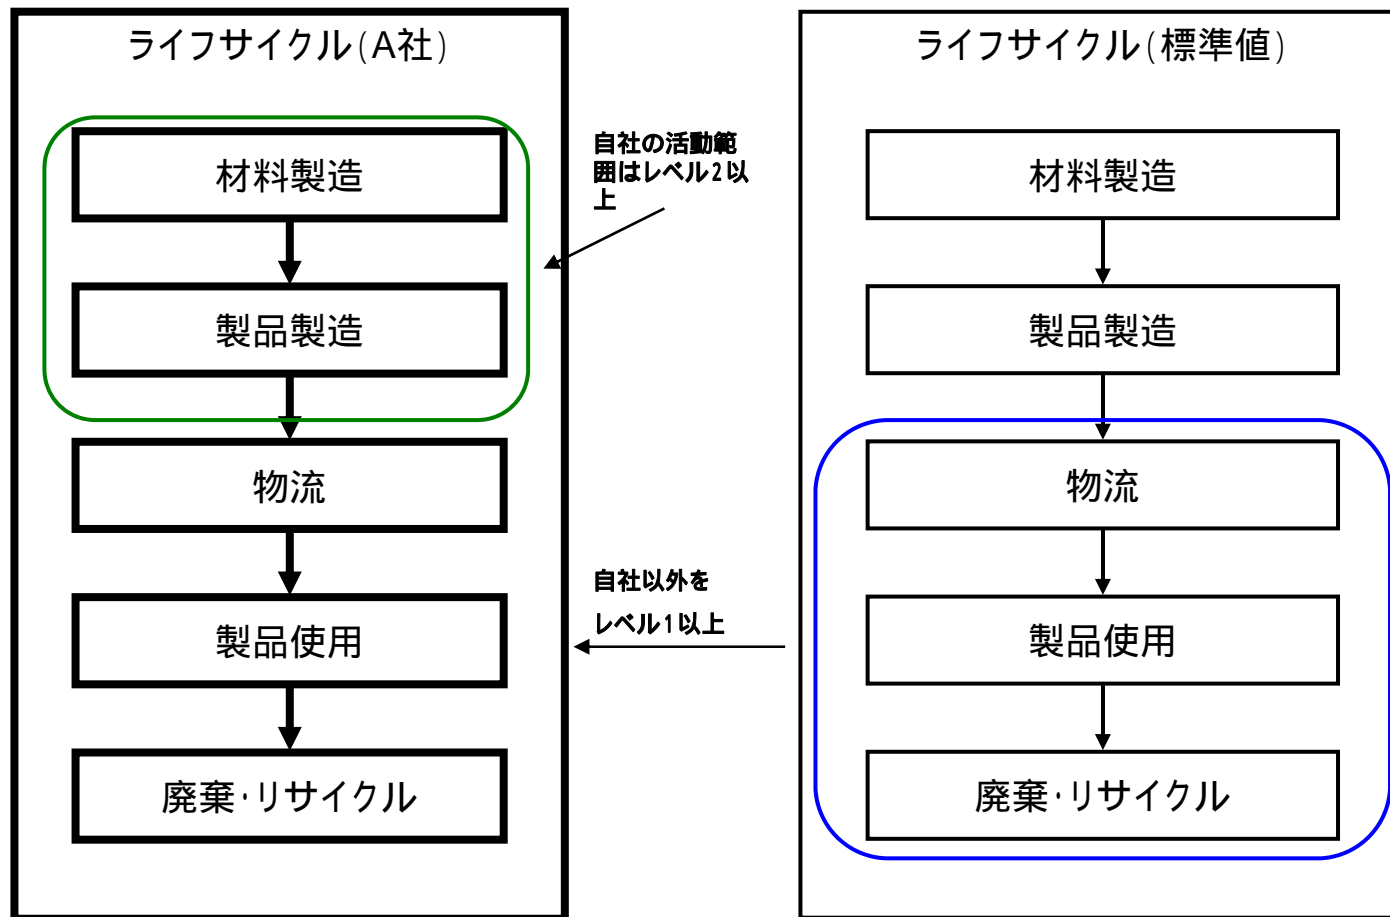 ライフサイクル(A社)
材料製造
製品製造
物流
製品使用
廃棄・リサイクル
自社の活動範
囲はレベル2以
上
自社以外を
レベル1以上
ライフサイクル(標準値)
材料製造
製品製造
物流
製品使用
廃棄・リサイクル